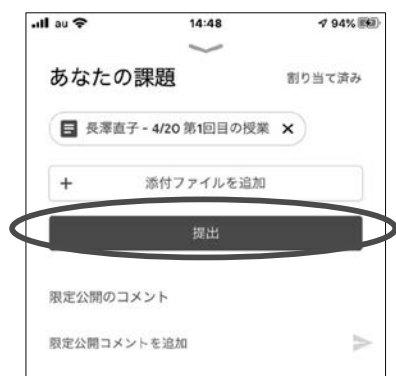 au 14:48 94%
あなたの課題 割り当て済み
長澤直子 - 4/20 第1回目の授業 ×
+ 添付ファイルを追加
提出
限定公開のコメント
限定公開コメントを追加